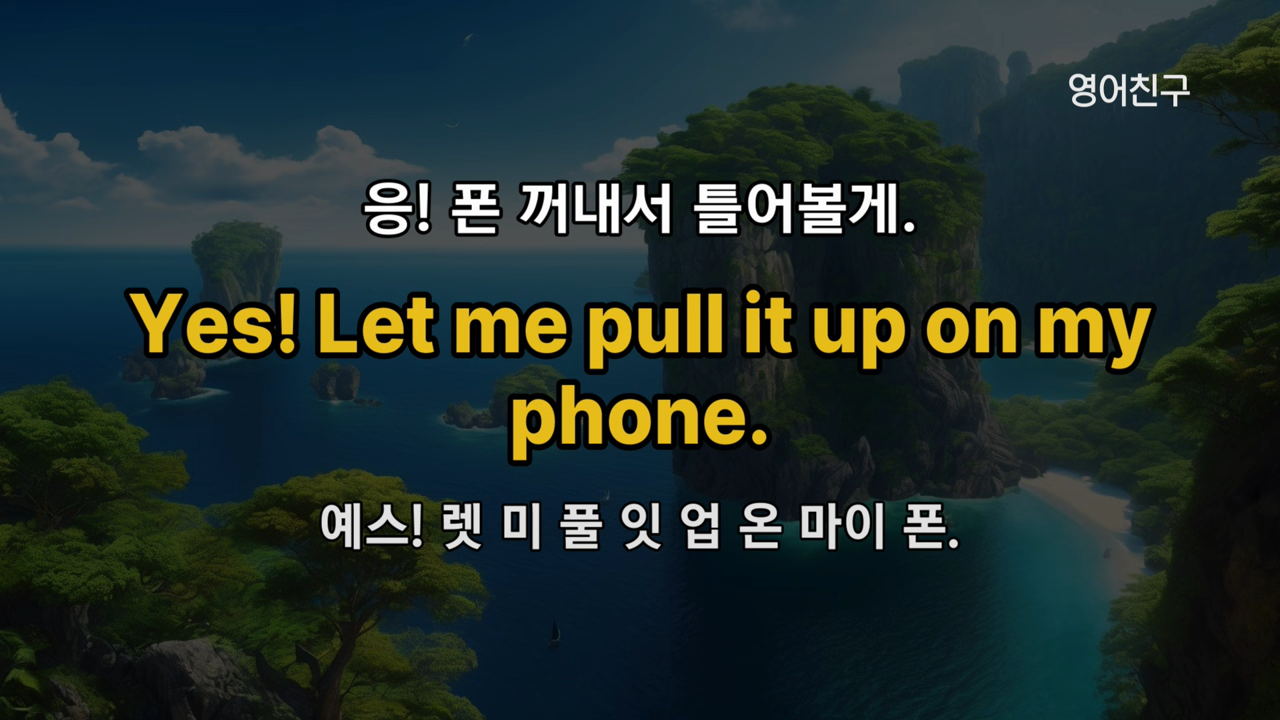 영어친구
응! 폰 꺼내서 틀어볼게.
Yes! Let me pull it up on my
phone.
예스! 렛 미 풀 잇 업 온 마이 폰.